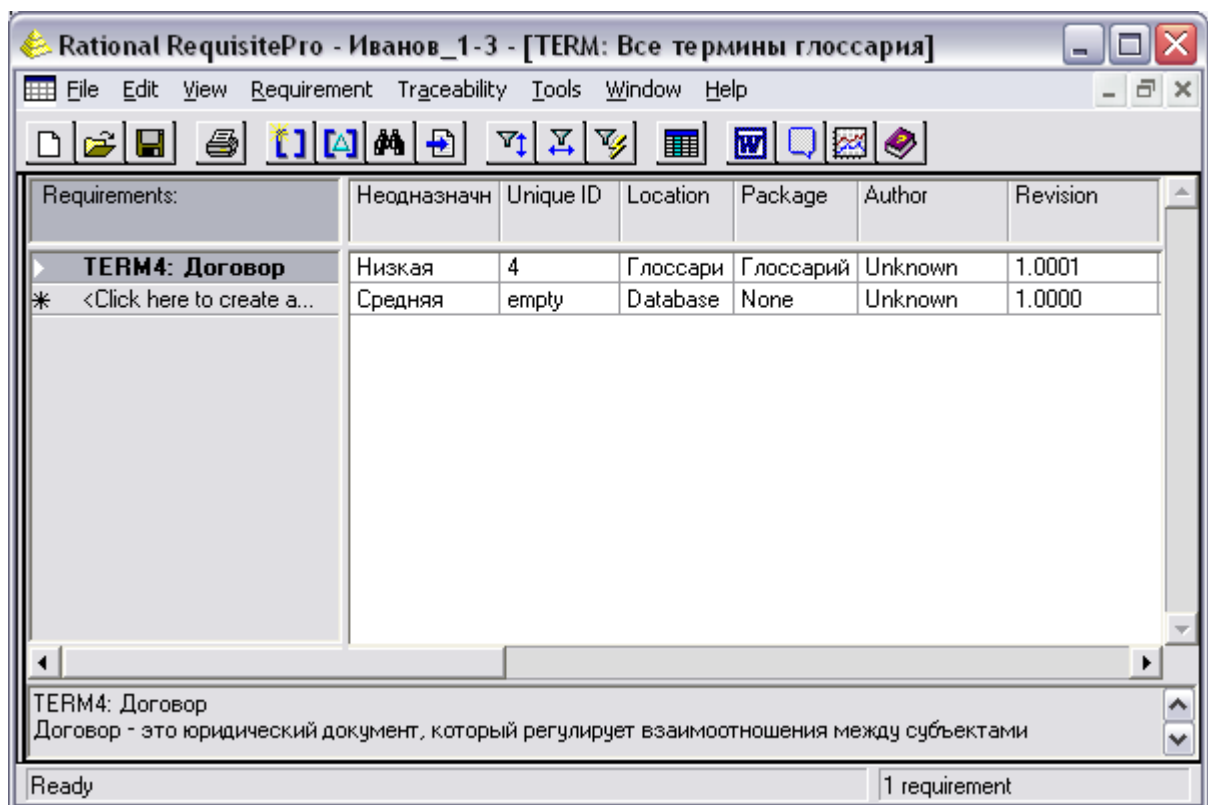 Rational RequisitePro - Иванов_1-3 - [TERM: Все термины глоссария]
File Edit View Requirement Traceability Tools Window Help
Requirements: Неодназначн Unique ID Location Package Author Revision
TERM4: Договор Низкая 4 Глоссари Глоссарий Unknown 1.0001
<Click here to create a... Средняя empty Database None Unknown 1.0000
TERM4: Договор
Договор - это юридический документ, который регулирует взаимоотношения между субъектами
Ready 1 requirement